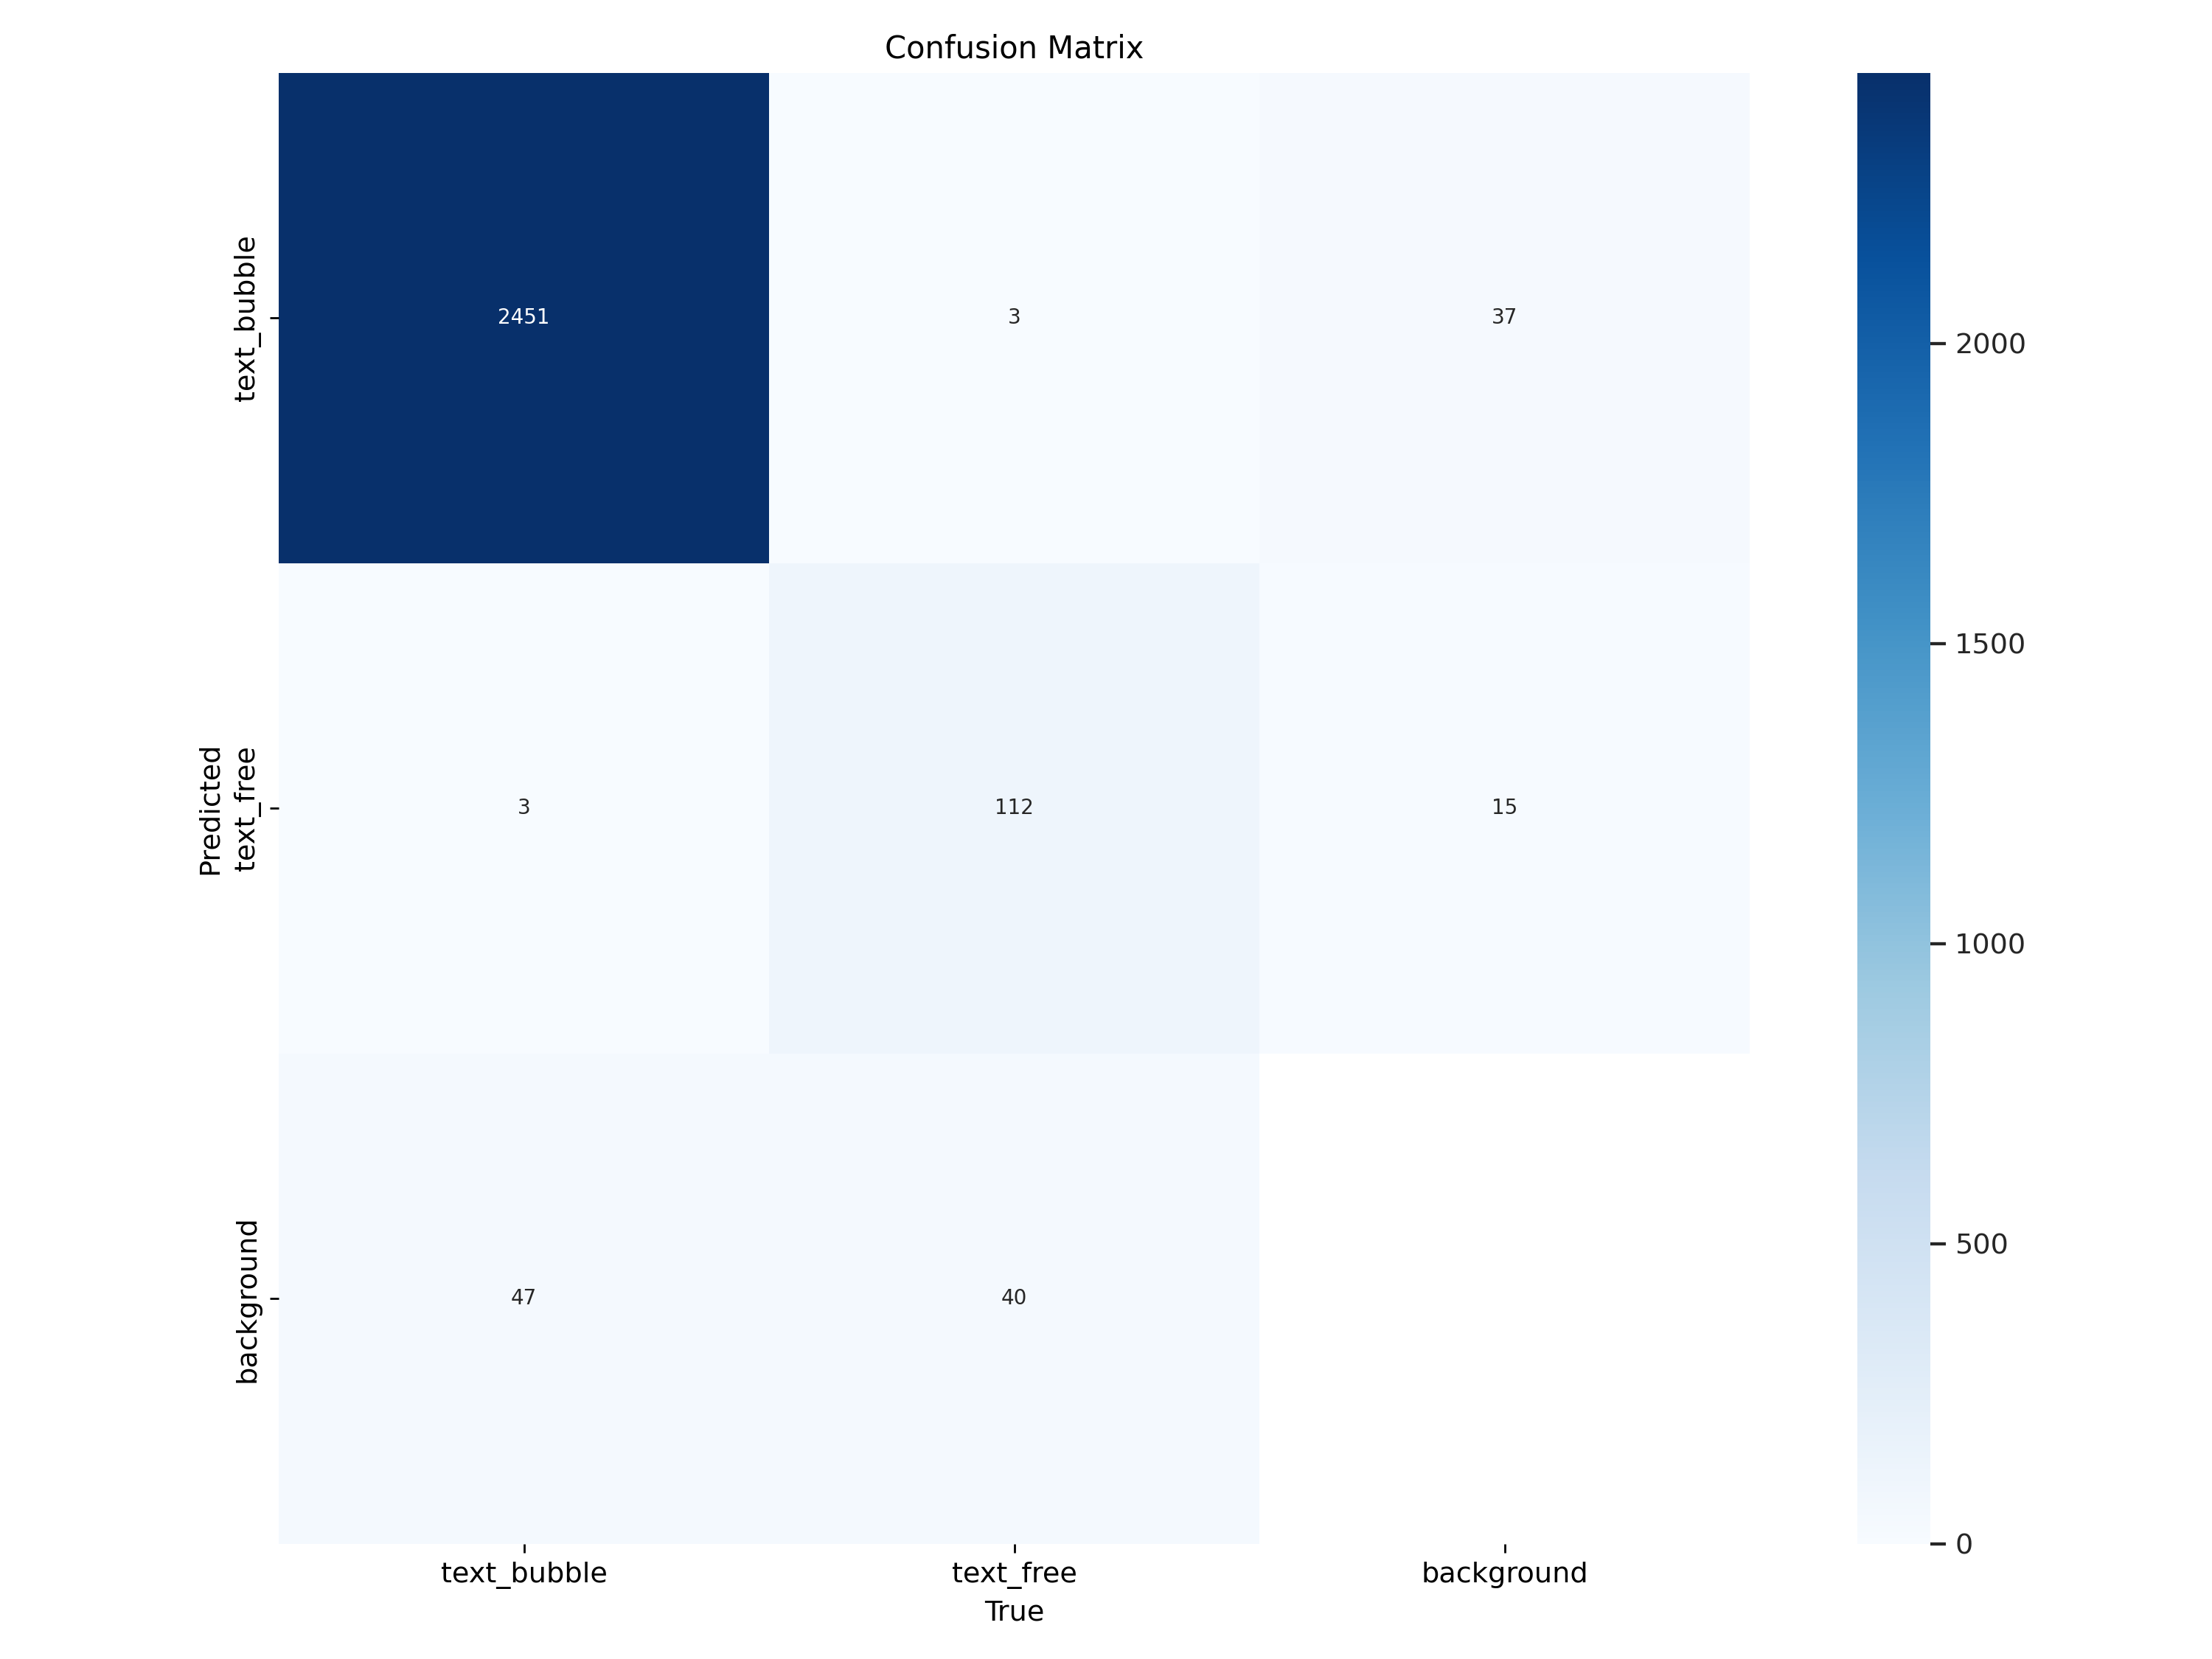 Confusion Matrix
text_bubble
2451
3
37
2000
1500
Predicted
text_free
3
112
15
1000
500
background
47
40
0
text_bubble
text_free
background
True